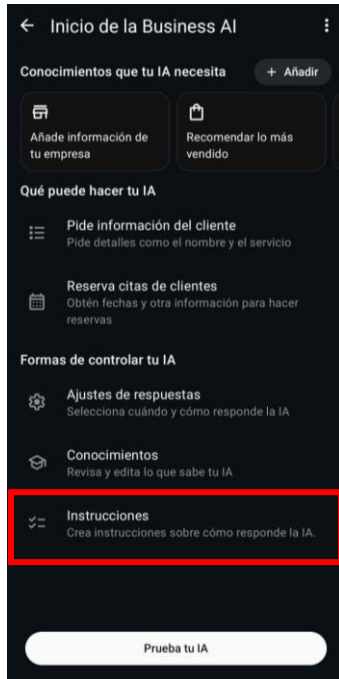 Inicio de la Business AI
Conocimientos que tu IA necesita
+ Añadir
Añade información de
tu empresa
Recomendar lo más
vendido
Qué puede hacer tu IA
Pide información del cliente
Pide detalles como el nombre y el servicio
Reserva citas de clientes
Obtén fechas y otra información para hacer
reservas
Formas de controlar tu IA
Ajustes de respuestas
Selecciona cuándo y cómo responde la IA
Conocimientos
Revisa y edita lo que sabe tu IA
Instrucciones
Crea instrucciones sobre cómo responde la IA.
Prueba tu IA